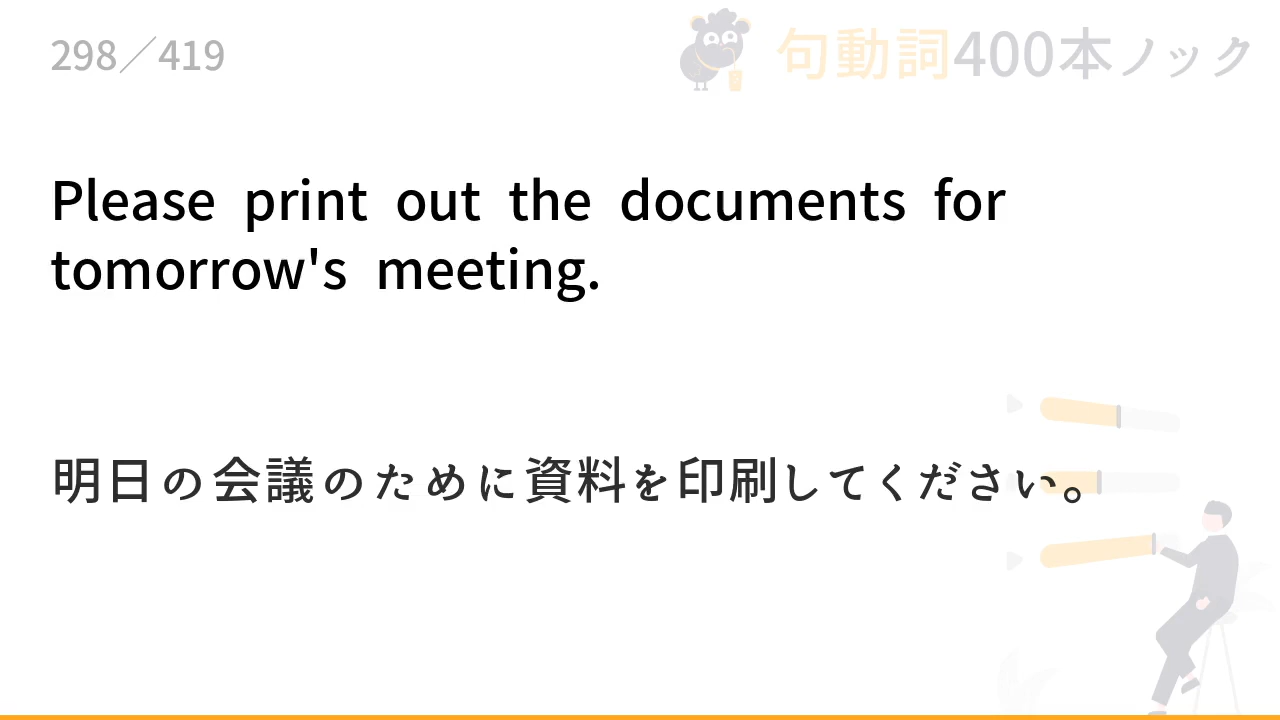 298／419
句動詞400本ノック
Please print out the documents for
tomorrow's meeting.
明日の会議のために資料を印刷してください。